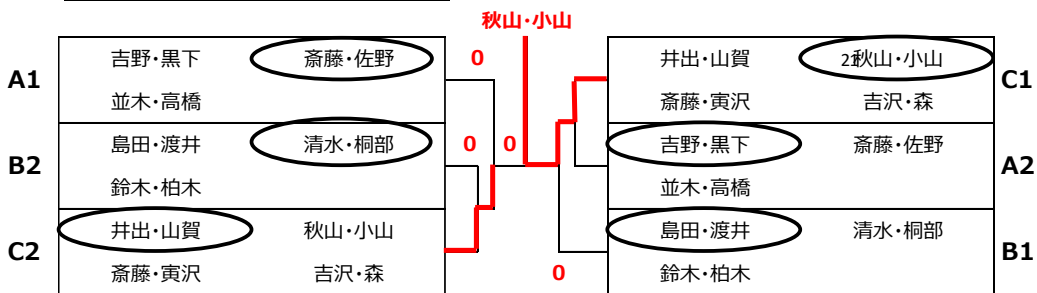 秋山・小山
A1 吉野・黒下 斎藤・佐野 0 井出・山賀 21秋山・小山 C1
並木・高橋 斎藤・寅沢 吉沢・森
B2 島田・渡井 清水・桐部 0 0 吉野・黒下 斎藤・佐野 A2
鈴木・柏木 並木・高橋
C2 井出・山賀 秋山・小山 島田・渡井 清水・桐部 B1
斎藤・寅沢 吉沢・森 0 鈴木・柏木